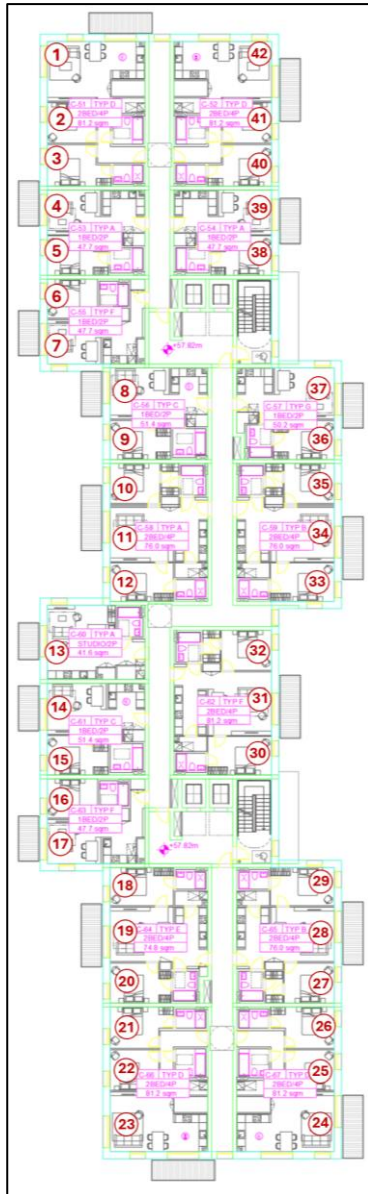 1
42
C-51 TYP D
2BED/4P
81.2 sqm
C-52 TYP D
2BED/4P
81.2 sqm
2
41
3
40
4
39
C-53 TYP A
1BED/2P
47.7 sqm
C-54 TYP A
1BED/2P
47.7 sqm
5
38
6
C-55 TYP F
1BED/2P
47.7 sqm
7
+57.82m
8
37
C-56 TYP C
1BED/2P
51.4 sqm
C-57 TYP G
1BED/2P
50.2 sqm
9
36
10
35
11
C-58 TYP A
2BED/4P
76.0 sqm
C-59 TYP B
2BED/4P
76.0 sqm
34
12
33
C-60 TYP A
STUDIO/2P
41.6 sqm
13
32
14
C-61 TYP C
1BED/2P
51.4 sqm
C-62 TYP F
2BED/4P
81.2 sqm
31
15
30
16
C-63 TYP F
1BED/2P
47.7 sqm
17
+57.82m
18
29
19
C-64 TYP E
2BED/4P
74.8 sqm
C-65 TYP B
2BED/4P
76.0 sqm
28
20
27
21
26
22
C-66 TYP D
2BED/4P
81.2 sqm
C-67 TYP
2BED/4P
81.2 sqm
25
23
24